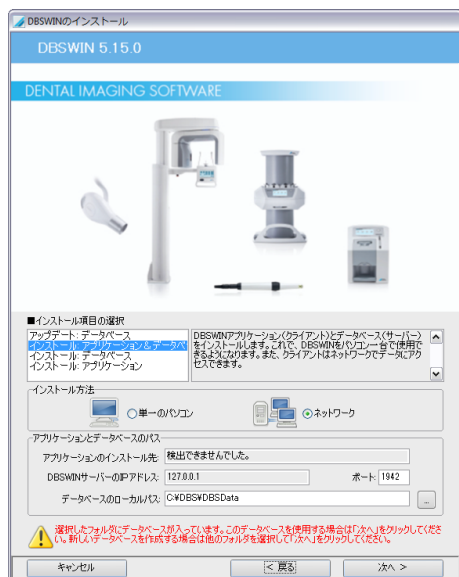 DBSWINのインストール
DBSWIN 5.15.0
DENTAL IMAGING SOFTWARE
■インストール項目の選択
アップデート: データベース
インストール: アプリケーション & データベ
インストール: データベース
インストール: アプリケーション
DBSWINアプリケーション(クライアント)とデータベース(サーバー)
をインストールします。これで、DBSWINをパソコン一台で使用で
きるようになります。また、クライアントはネットワークでデータにアク
セスできます。
インストール方法
単一のパソコン
ネットワーク
アプリケーションとデータベースのパス
アプリケーションのインストール先: 検出できませんでした。
DBSWINサーバーのIPアドレス: 127.0.0.1 ポート: 1942
データベースのローカルパス: C:¥DBS¥DBSData ...
選択したフォルダにデータベースが入っています。このデータベースを使用する場合は「次へ」をクリックしてくださ
い。新しいデータベースを作成する場合は他のフォルダを選択して「次へ」をクリックしてください。
キャンセル < 戻る 次へ >